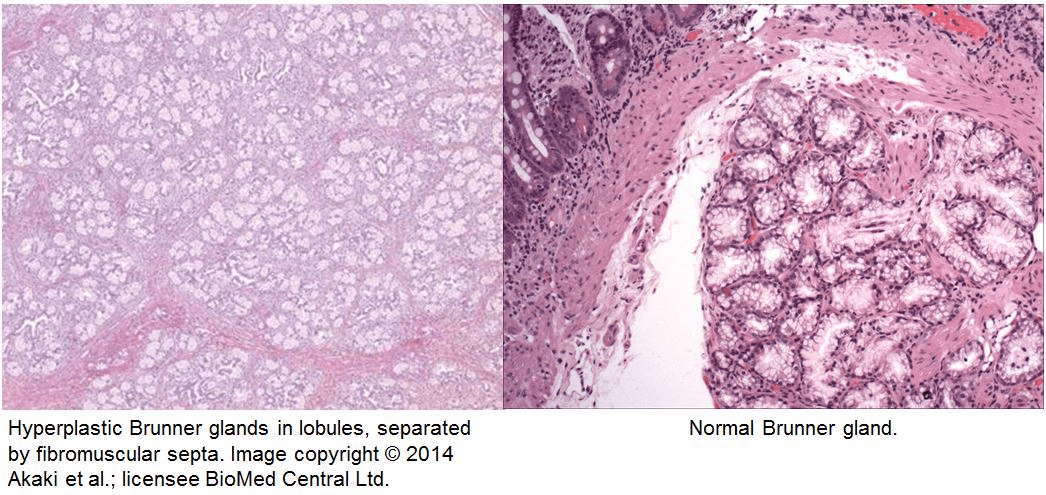 Hyperplastic Brunner glands in lobules, separated
by fibromuscular septa. Image copyright © 2014
Akaki et al.; licensee BioMed Central Ltd.
Normal Brunner gland.